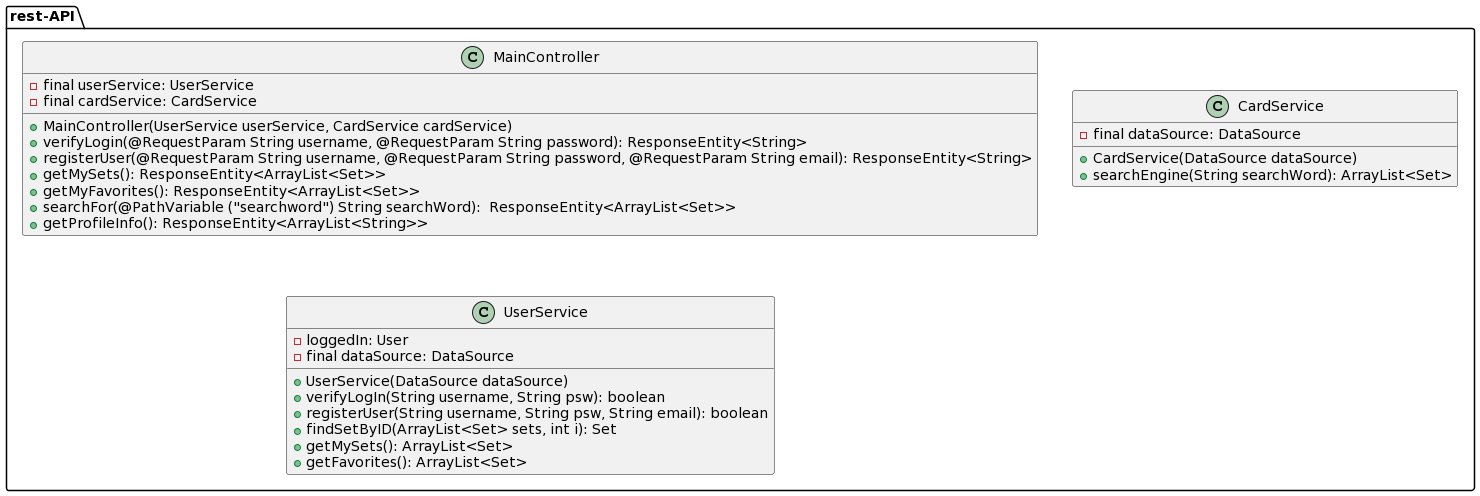 rest-API
C MainController
final userService: UserService
final cardService: CardService
MainController(UserService userService, CardService cardService)
verifyLogin(@RequestParam String username, @RequestParam String password): ResponseEntity<String>
registerUser(@RequestParam String username, @RequestParam String password, @RequestParam String email): ResponseEntity<String>
getMySets(): ResponseEntity<ArrayList<Set>>
getMyFavorites(): ResponseEntity<ArrayList<Set>>
searchFor(@PathVariable ("searchword") String searchWord):  ResponseEntity<ArrayList<Set>>
getProfileInfo(): ResponseEntity<ArrayList<String>>
C CardService
final dataSource: DataSource
CardService(DataSource dataSource)
searchEngine(String searchWord): ArrayList<Set>
C UserService
loggedIn: User
final dataSource: DataSource
UserService(DataSource dataSource)
verifyLogIn(String username, String psw): boolean
registerUser(String username, String psw, String email): boolean
findSetByID(ArrayList<Set> sets, int i): Set
getMySets(): ArrayList<Set>
getFavorites(): ArrayList<Set>